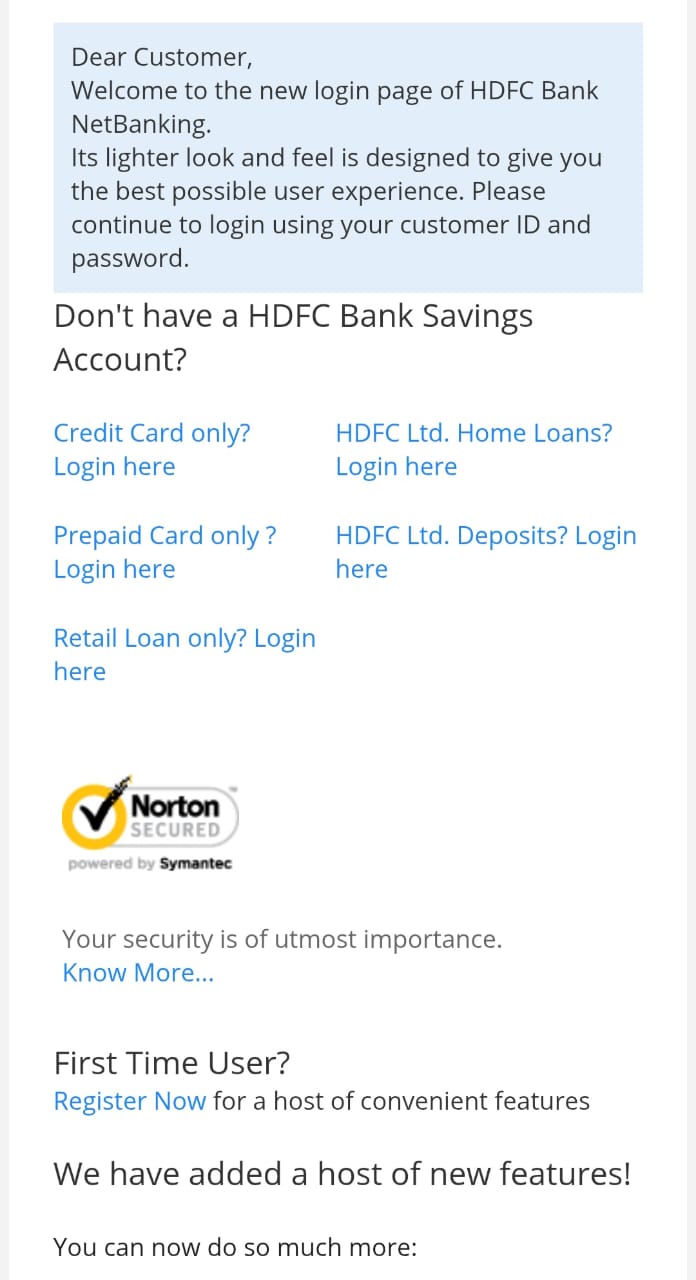 Dear Customer,
Welcome to the new login page of HDFC Bank
NetBanking.
Its lighter look and feel is designed to give you
the best possible user experience. Please
continue to login using your customer ID and
password.
Don't have a HDFC Bank Savings
Account?
Credit Card only?
Login here
HDFC Ltd. Home Loans?
Login here
Prepaid Card only ?
Login here
HDFC Ltd. Deposits? Login
here
Retail Loan only? Login
here
Norton
SECURED
™
powered by Symantec
Your security is of utmost importance.
Know More...
First Time User?
Register Now for a host of convenient features
We have added a host of new features!
You can now do so much more: